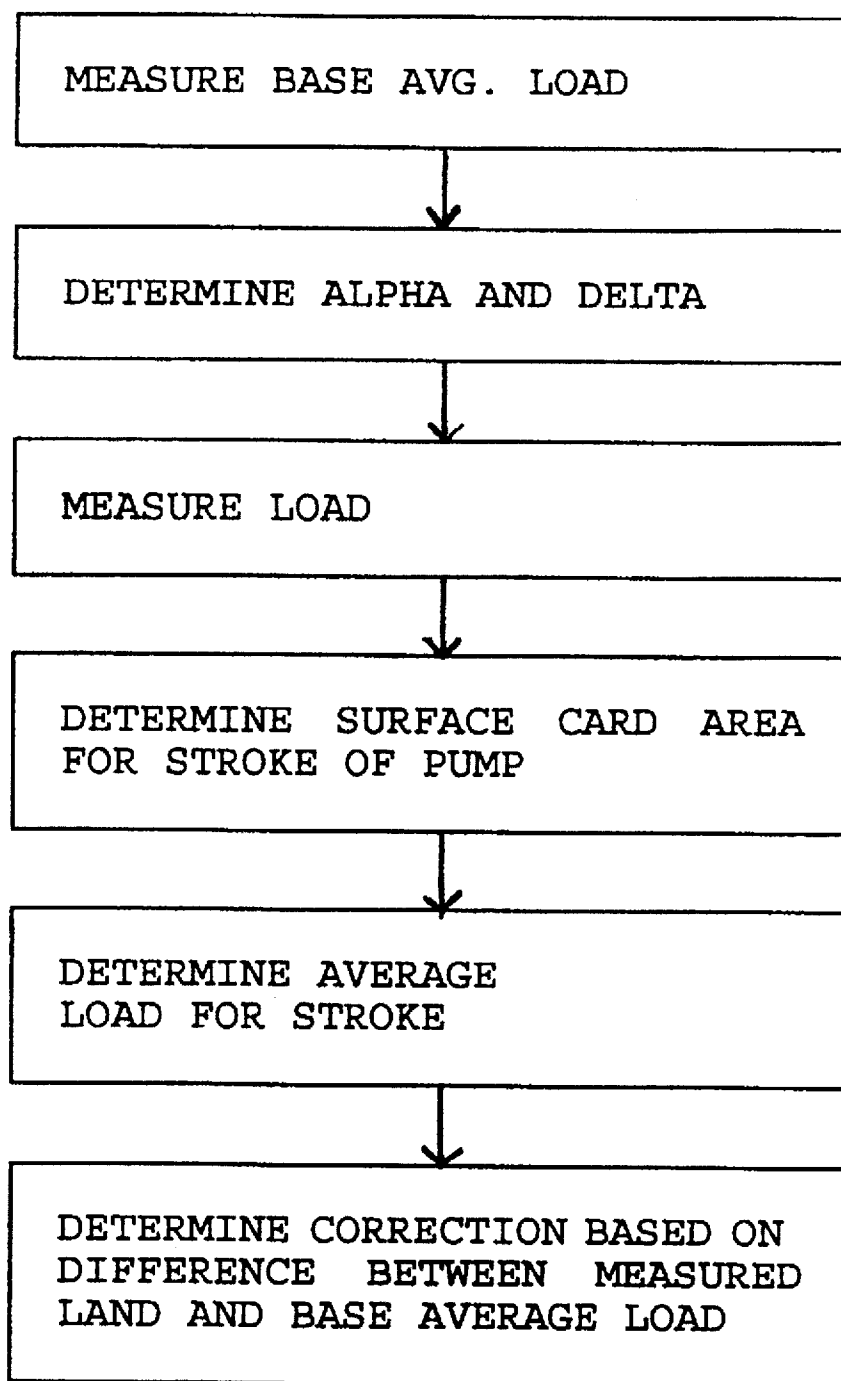 MEASURE BASE AVG. LOAD
DETERMINE ALPHA AND DELTA
MEASURE LOAD
DETERMINE SURFACE CARD AREA
FOR STROKE OF PUMP
DETERMINE AVERAGE
LOAD FOR STROKE
DETERMINE CORRECTION BASED ON
DIFFERENCE BETWEEN MEASURED
LAND AND BASE AVERAGE LOAD